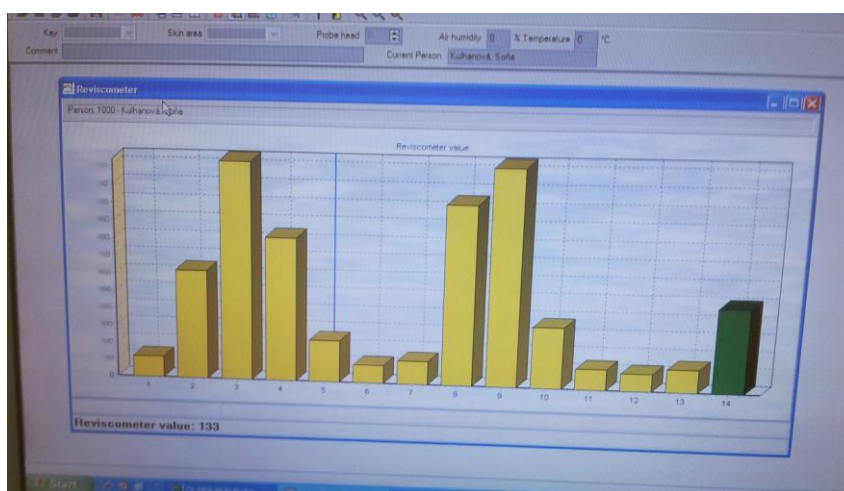 Key Skin area Probe head Air humidity 0 % Temperature 0 °C
Comment Current Person Kulhanová, Soňa
Reviscometer
Person: 1000 - Kulhanová, Soňa
Reviscometer value
0
1 2 3 4 5 6 7 8 9 10 11 12 13 14
Reviscometer value: 133
Start